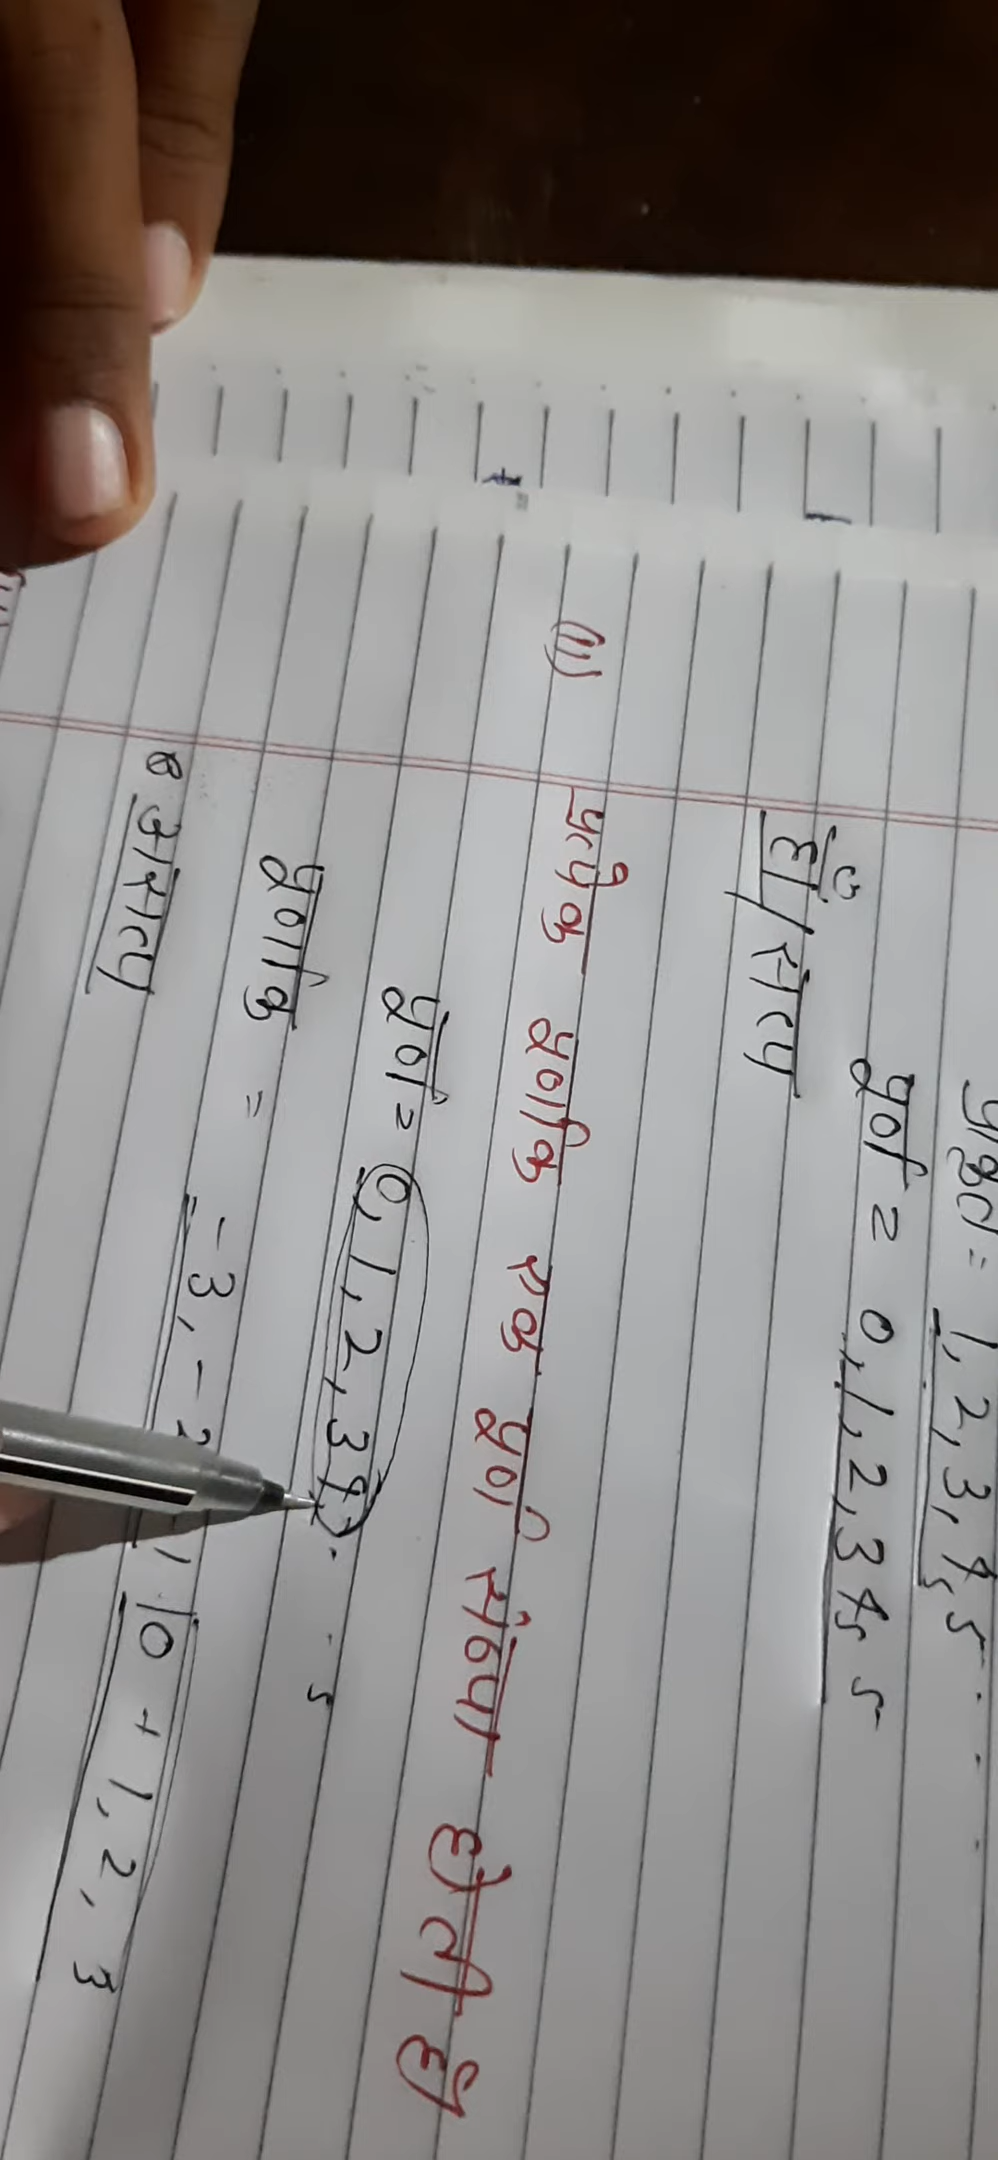 प्राकृत = 1, 2, 3, 4, 5 . . .
पूर्ण = 0, 1, 2, 3 4, 5
हाँ / सत्य
(ii) प्रत्येक पूर्णांक एक पूर्ण संख्या होती है
पूर्ण = 0, 1, 2, 3 4, . . 5
पूर्णांक = -3, -2 -1 0 +1, 2, 3
असत्य